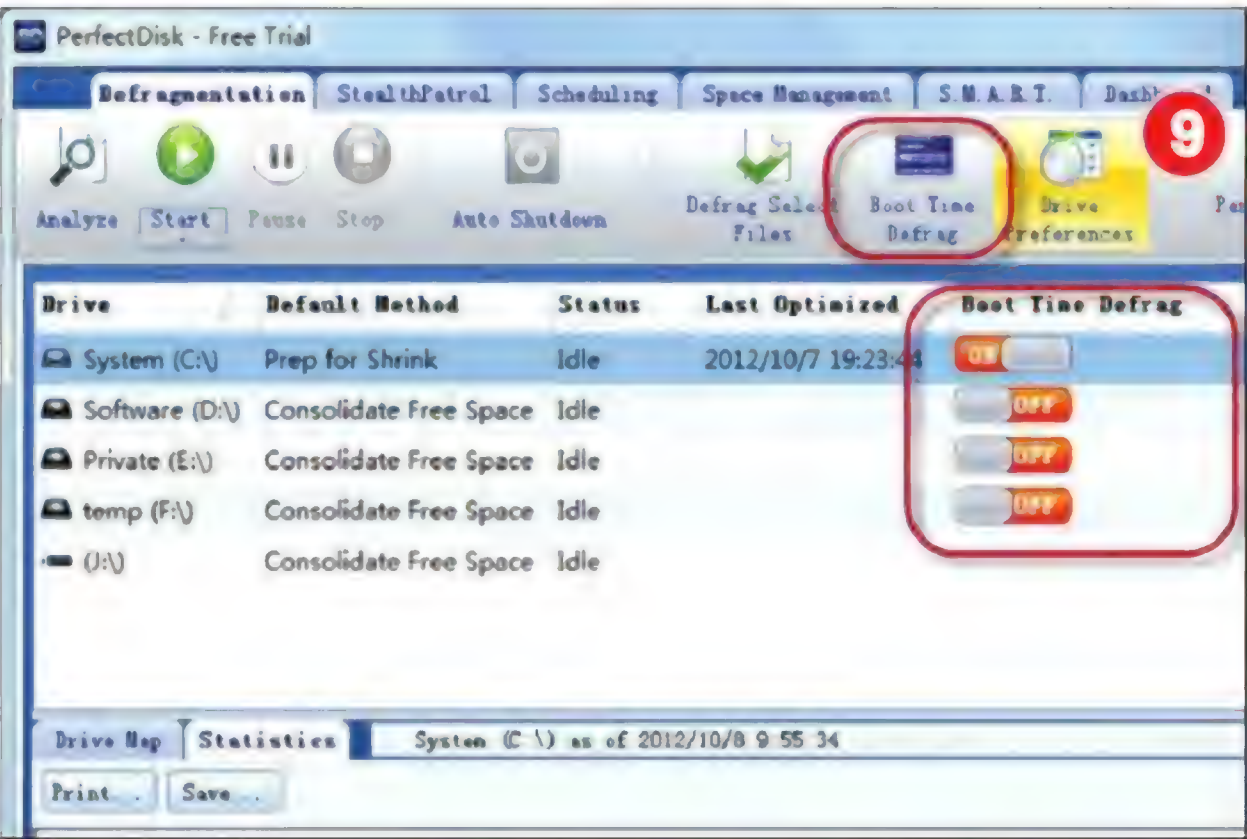 PerfectDisk - Free Trial
Defragmentation StealthPatrol Scheduling Space Management S.M.A.R.T.
9
Analyze Start Pause Stop Auto Shutdown Defrag Select Files Boot Time Defrag Drive Preferences
Drive Default Method Status Last Optimized Boot Time Defrag
System (C:\) Prep for Shrink Idle 2012/10/7 19:23:44 ON
Software (D:\) Consolidate Free Space Idle OFF
Private (E:\) Consolidate Free Space Idle OFF
temp (F:\) Consolidate Free Space Idle OFF
(J:\) Consolidate Free Space Idle
Drive Map Statistics System (C \) as of 2012/10/8 9 55 34
Print... Save...